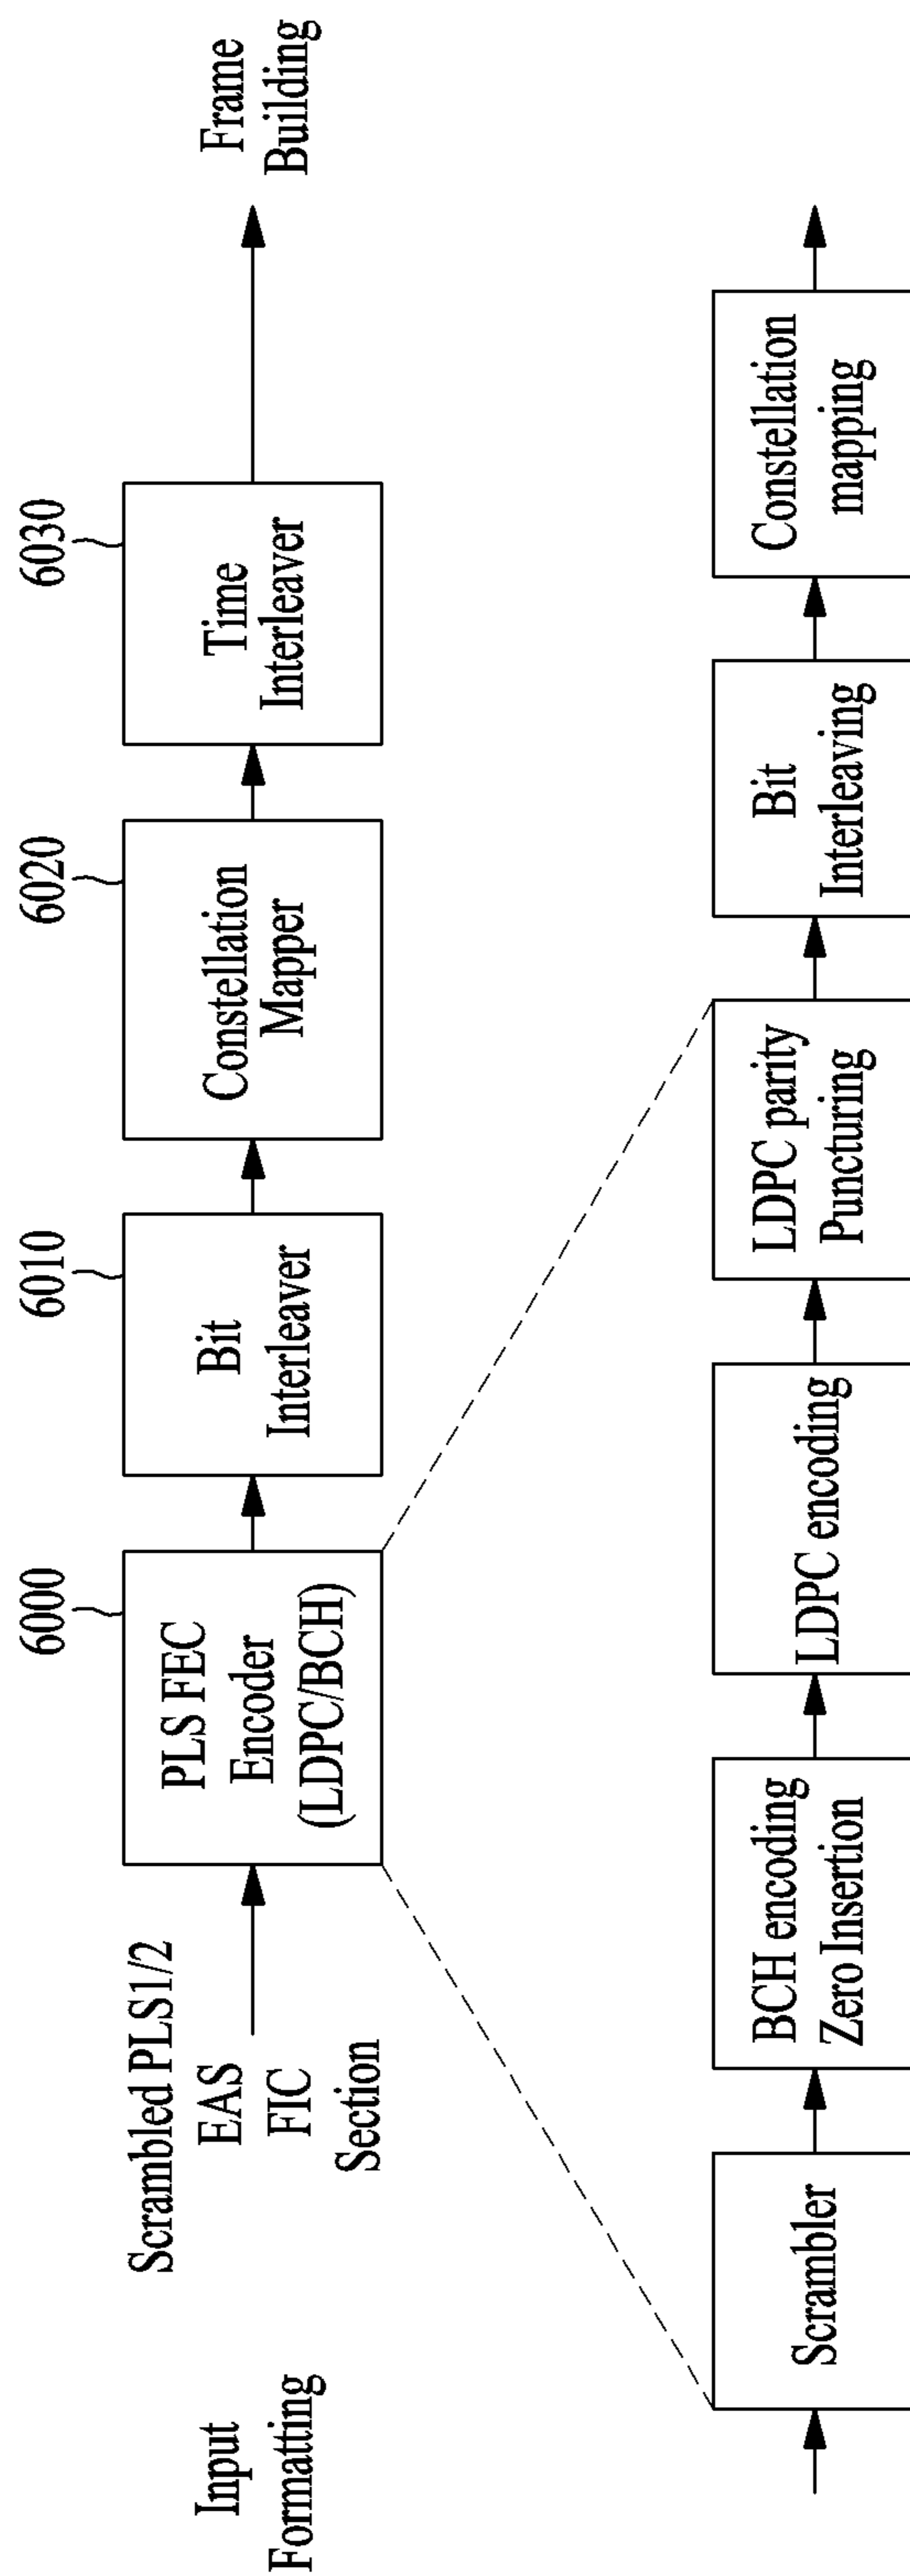 Input
Formatting
Scrambled PLS1/2
EAS
FIC
Section
6000
PLS FEC
Encoder
(LDPC/BCH)
6010
Bit
Interleaver
6020
Constellation
Mapper
6030
Time
Interleaver
Frame
Building
Scrambler
BCH encoding
Zero Insertion
LDPC encoding
LDPC parity
Puncturing
Bit
Interleaving
Constellation
mapping